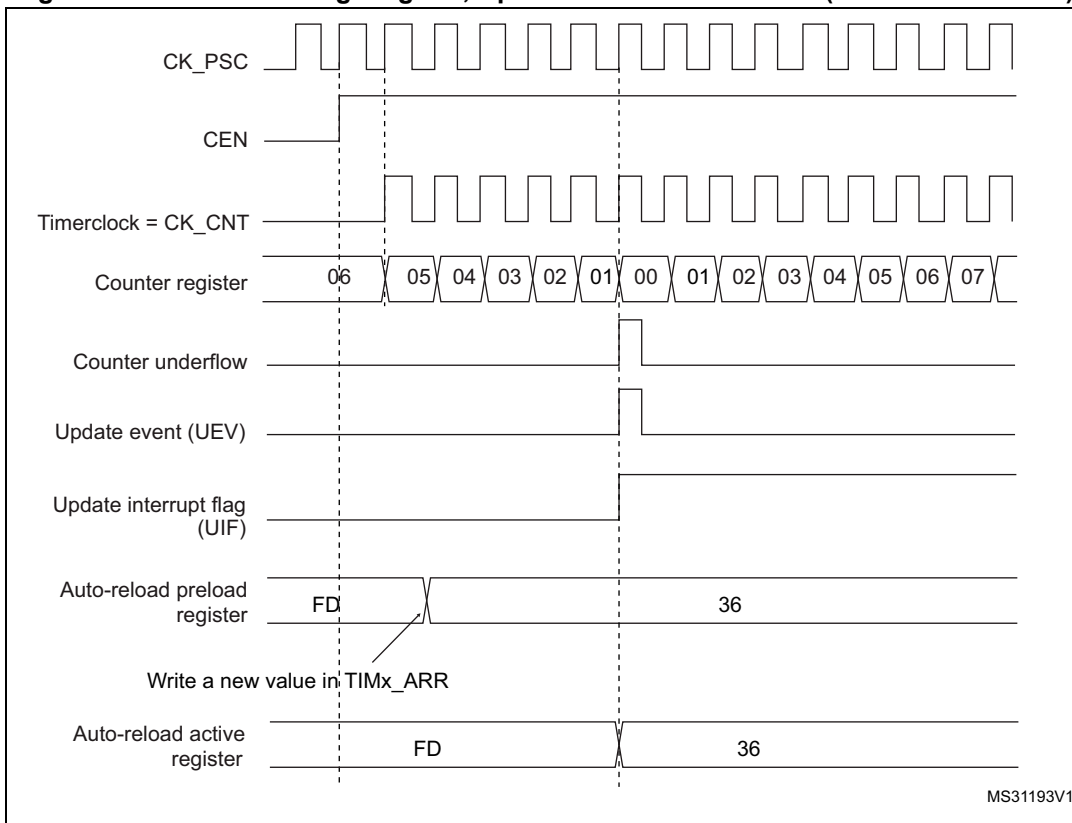 CK_PSC
CEN
Timerclock = CK_CNT
Counter register
06 05 04 03 02 01 00 01 02 03 04 05 06 07
Counter underflow
Update event (UEV)
Update interrupt flag
(UIF)
Auto-reload preload
register
FD 36
Write a new value in TIMx_ARR
Auto-reload active
register
FD 36
MS31193V1